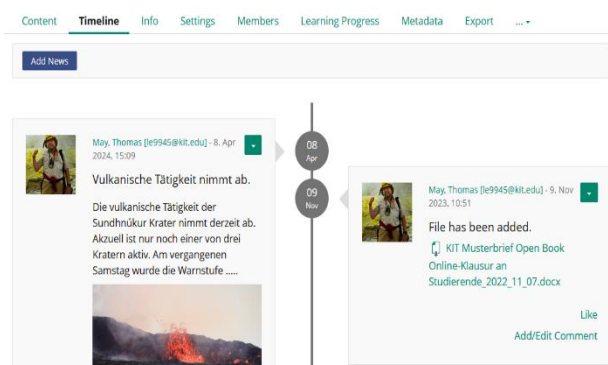 Content Timeline Info Settings Members Learning Progress Metadata Export ...
Add News
May, Thomas [le9945@kit.edu] - 8. Apr
2024, 15:09
Vulkanische Tätigkeit nimmt ab.
Die vulkanische Tätigkeit der
Sundhnúkur Krater nimmt derzeit ab.
Akzuell ist nur noch einer von drei
Kratern aktiv. Am vergangenen
Samstag wurde die Warnstufe .....
08
Apr
09
Nov
May, Thomas [le9945@kit.edu] - 9. Nov
2023, 10:51
File has been added.
KIT Musterbrief Open Book
Online-Klausur an
Studierende_2022_11_07.docx
Like
Add/Edit Comment